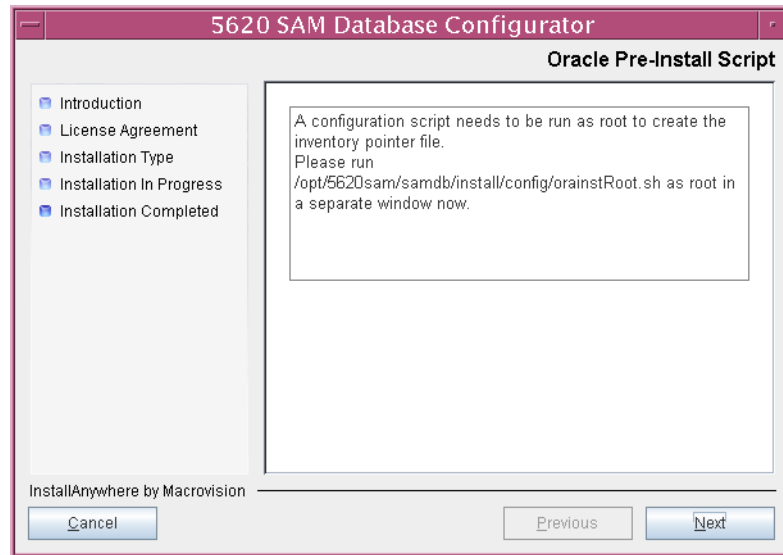 5620 SAM Database Configurator
Oracle Pre-Install Script
Introduction
License Agreement
Installation Type
Installation In Progress
Installation Completed
A configuration script needs to be run as root to create the
inventory pointer file.
Please run
/opt/5620sam/samdb/install/config/orainstRoot.sh as root in
a separate window now.
InstallAnywhere by Macrovision
Cancel
Previous
Next